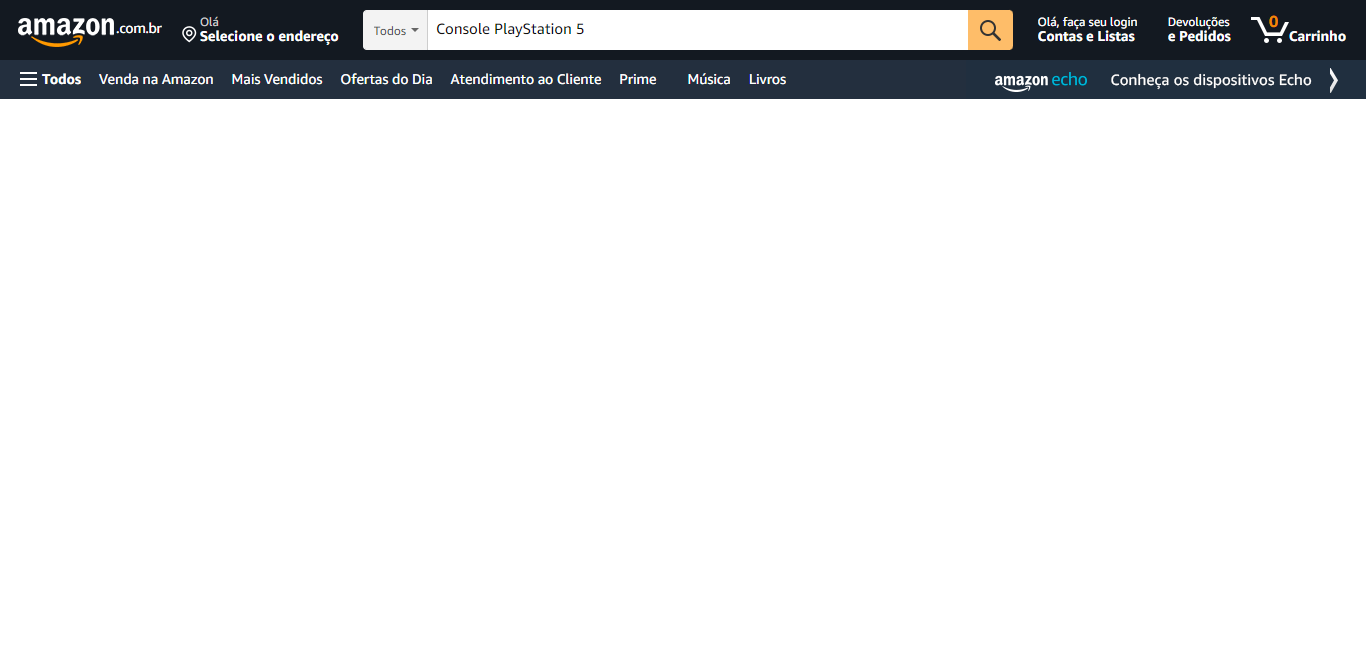 amazon.com.br
Olá
Selecione o endereço
Todos
Console PlayStation 5
Olá, faça seu login
Contas e Listas
Devoluções
e Pedidos
0
Carrinho
Todos
Venda na Amazon
Mais Vendidos
Ofertas do Dia
Atendimento ao Cliente
Prime
Música
Livros
amazon echo
Conheça os dispositivos Echo